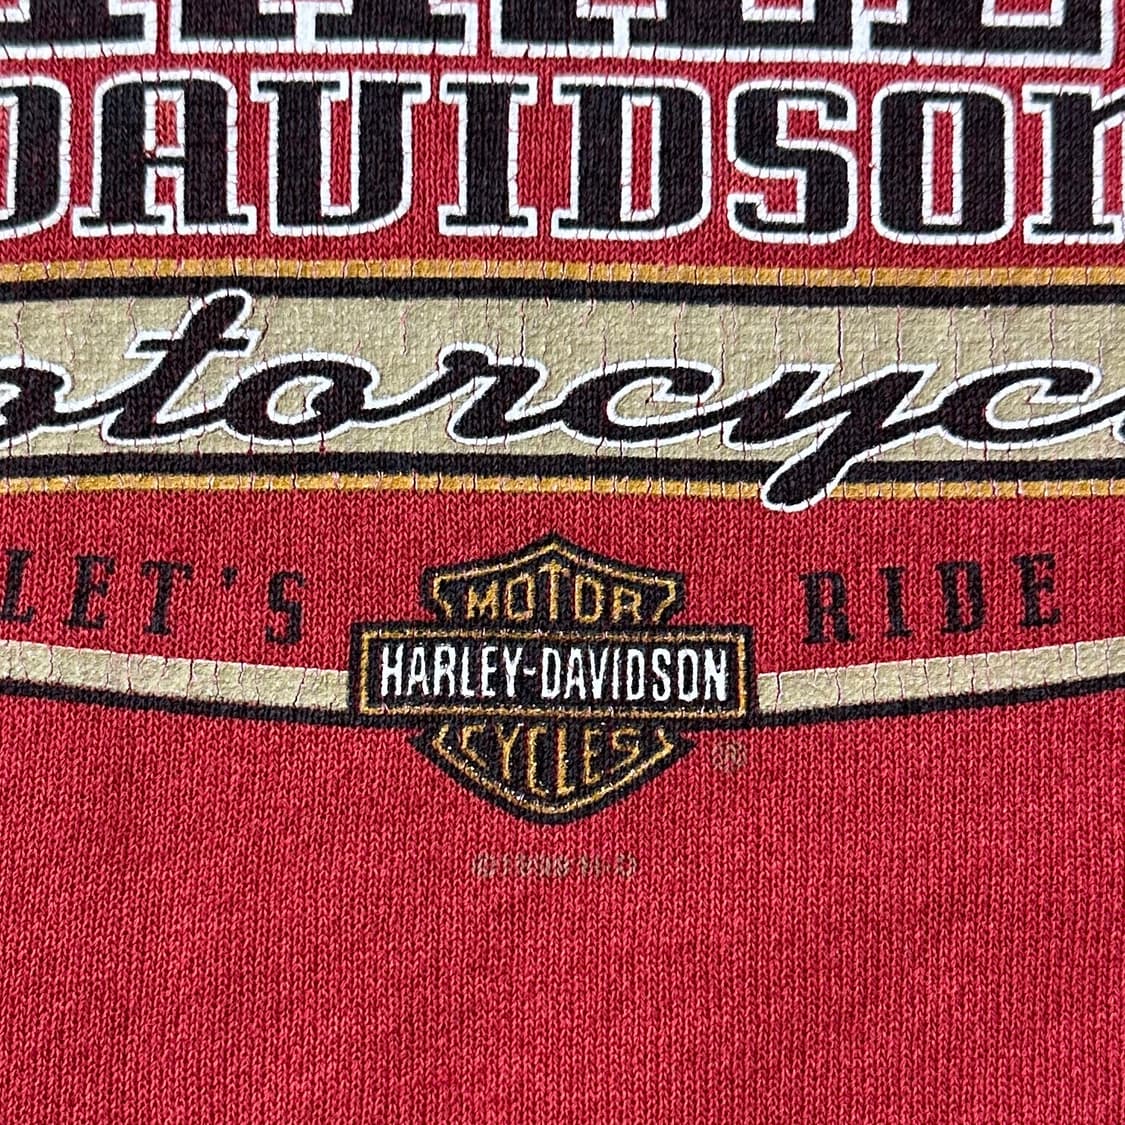 DAVIDSON
otorcyc
LET'S RIDE
MOTOR
HARLEY-DAVIDSON
CYCLES
®